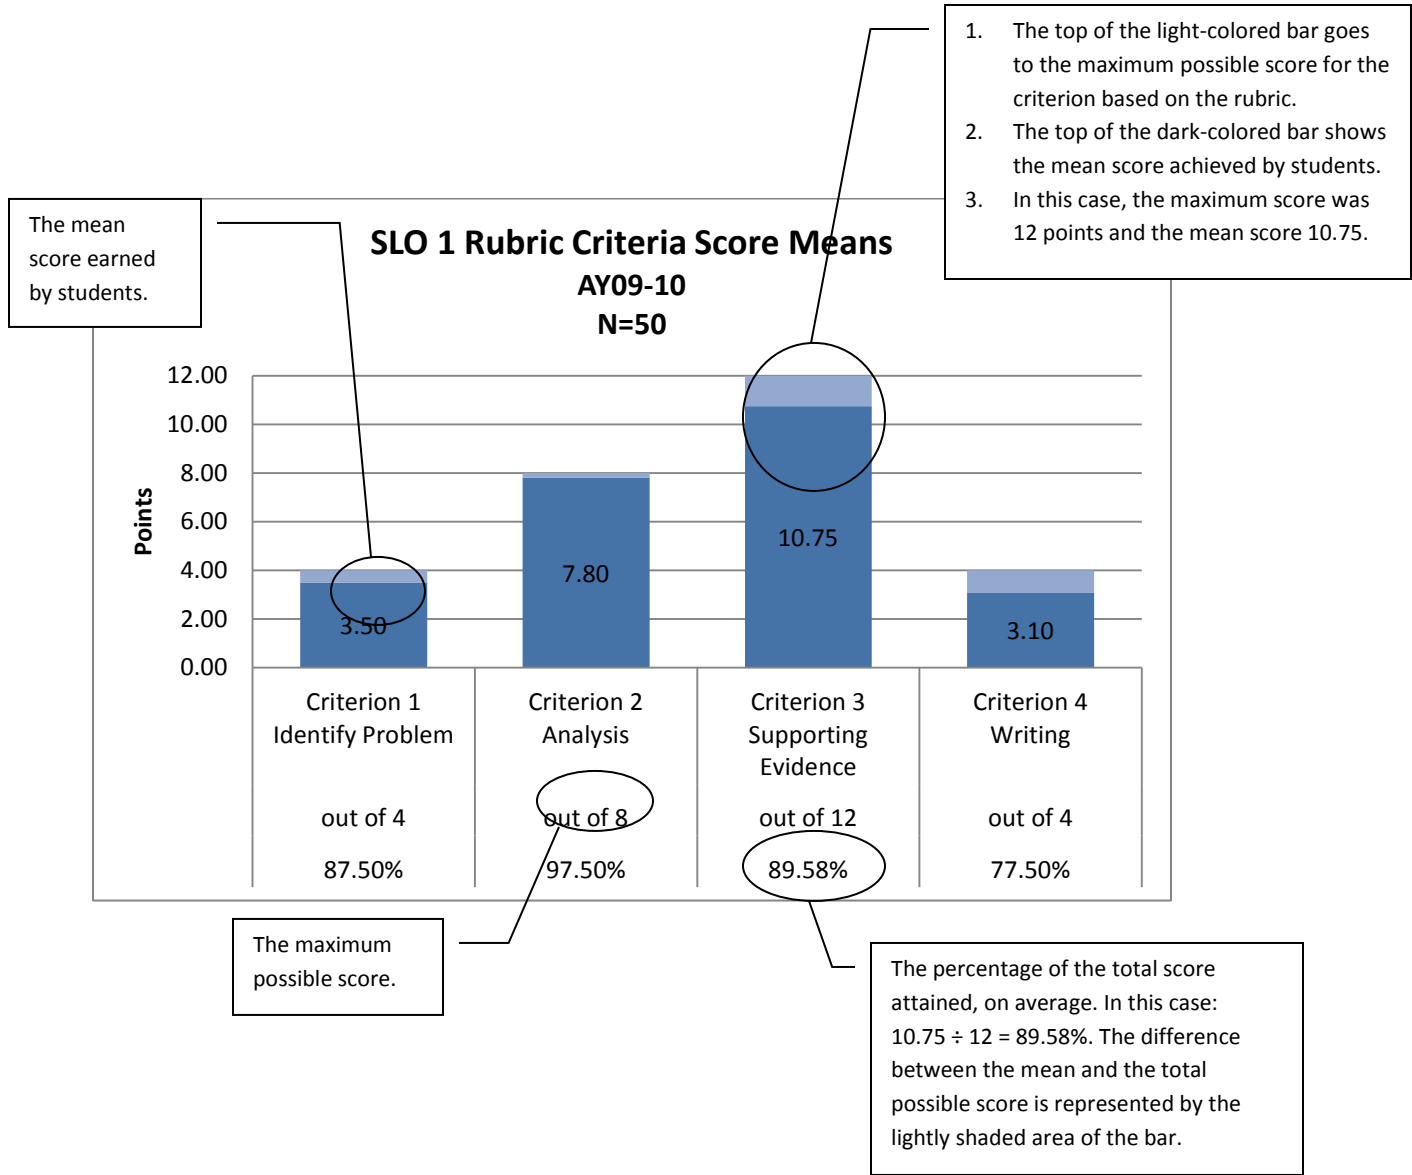 1. The top of the light-colored bar goes
to the maximum possible score for the
criterion based on the rubric.
2. The top of the dark-colored bar shows
the mean score achieved by students.
3. In this case, the maximum score was
12 points and the mean score 10.75.
The mean
score earned
by students.
SLO 1 Rubric Criteria Score Means
AY09-10
N=50
Points
12.00
10.00
8.00
6.00
4.00
2.00
0.00
3.50
7.80
10.75
3.10
Criterion 1
Identify Problem
out of 4
87.50%
Criterion 2
Analysis
out of 8
97.50%
Criterion 3
Supporting
Evidence
out of 12
89.58%
Criterion 4
Writing
out of 4
77.50%
The maximum
possible score.
The percentage of the total score
attained, on average. In this case:
10.75 ÷ 12 = 89.58%. The difference
between the mean and the total
possible score is represented by the
lightly shaded area of the bar.